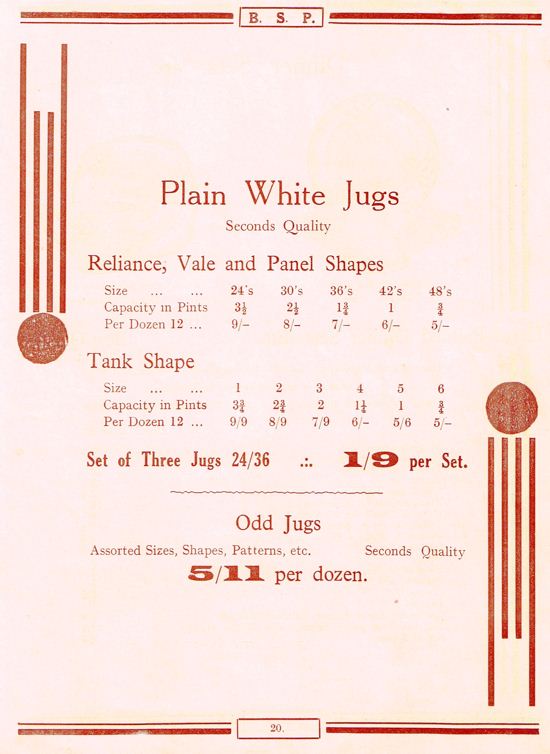 B. S. P.
Plain White Jugs
Seconds Quality
Reliance, Vale and Panel Shapes
Size ... ... 24's 30's 36's 42's 48's
Capacity in Pints 3½ 2½ 1¾ 1 ¾
Per Dozen 12 ... 9/– 8/– 7/– 6/– 5/–
Tank Shape
Size ... ... 1 2 3 4 5 6
Capacity in Pints 3¾ 2¾ 2 1¼ 1 ¾
Per Dozen 12 ... 9/9 8/9 7/9 6/– 5/6 5/–
Set of Three Jugs 24/36 .:. 1/9 per Set.
Odd Jugs
Assorted Sizes, Shapes, Patterns, etc. Seconds Quality
5/11 per dozen.
20.